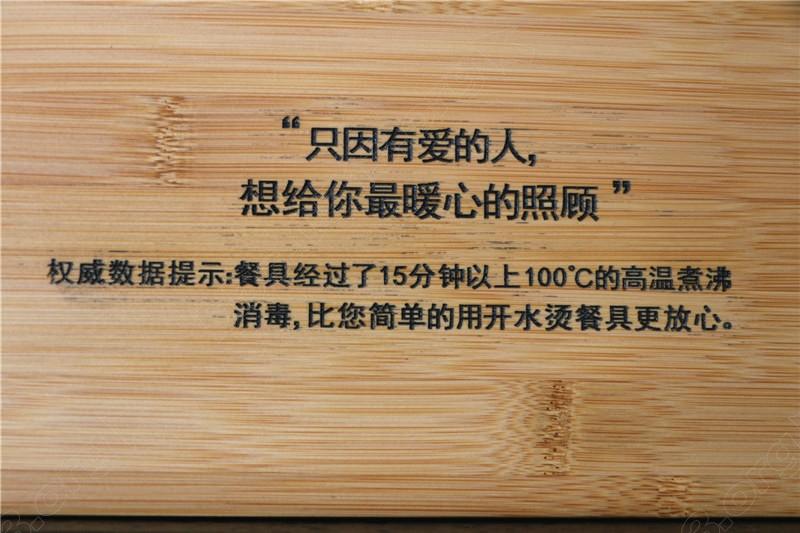 “只因有爱的人,
想给你最暖心的照顾”
权威数据提示:餐具经过了15分钟以上100℃的高温煮沸
消毒,比您简单的用开水烫餐具更放心。